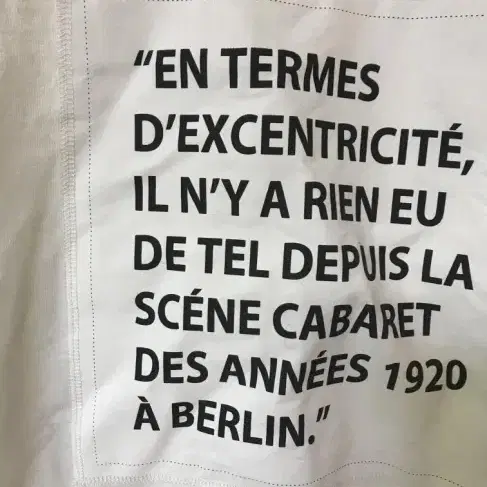 “EN TERMES
D’EXCENTRICITÉ,
IL N’Y A RIEN EU
DE TEL DEPUIS LA
SCÉNE CABARET
DES ANNÉES 1920
À BERLIN.”